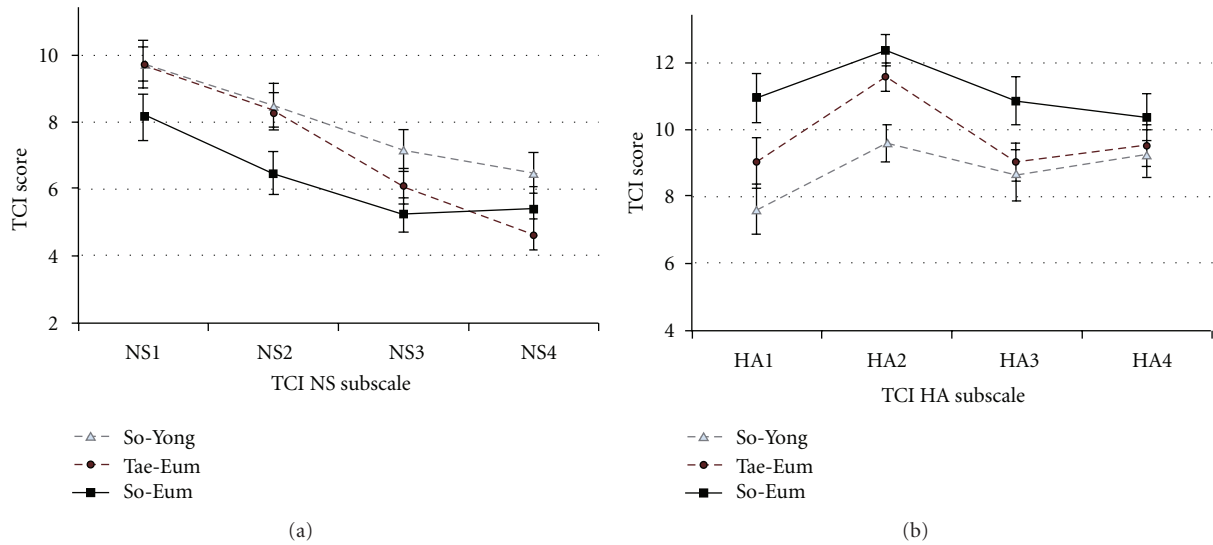 10
8
6
4
2
TCI score
NS1 NS2 NS3 NS4
TCI NS subscale
So-Yong
Tae-Eum
So-Eum
(a)
12
10
8
6
4
TCI score
HA1 HA2 HA3 HA4
TCI HA subscale
So-Yong
Tae-Eum
So-Eum
(b)